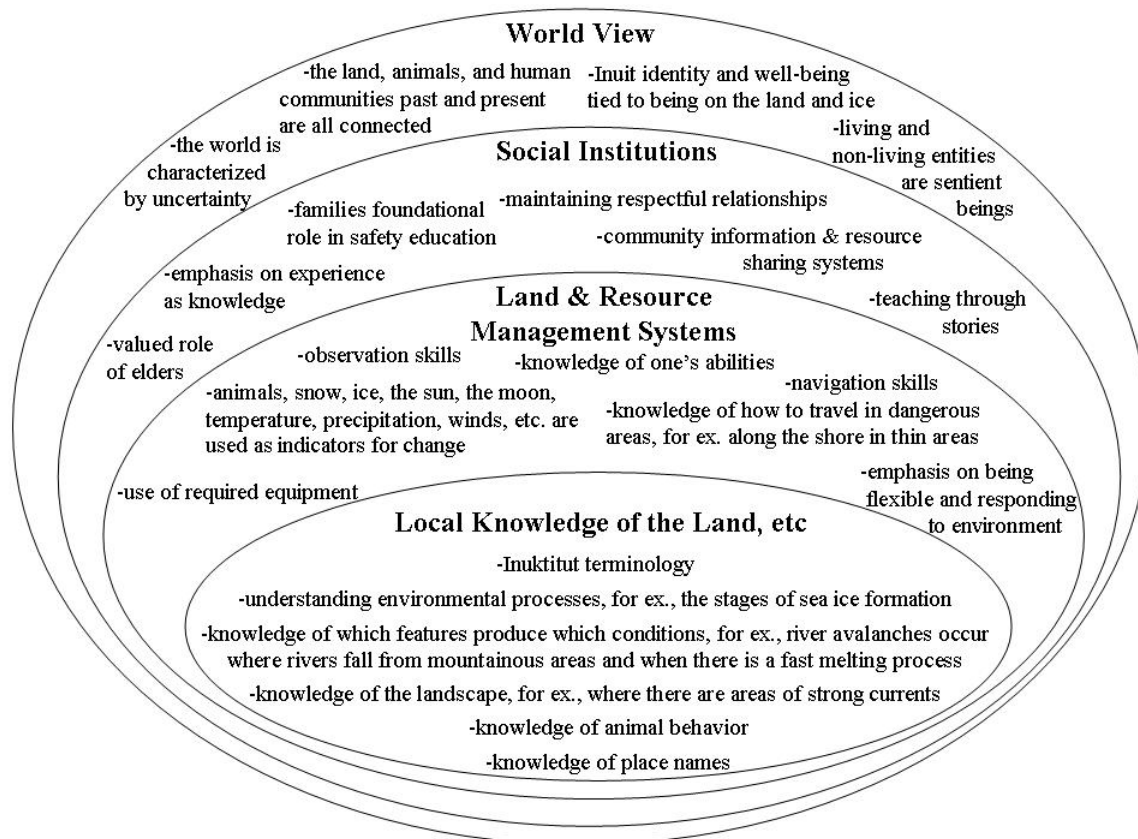 World View
-the land, animals, and human
communities past and present
are all connected
-Inuit identity and well-being
tied to being on the land and ice
-the world is
characterized
by uncertainty
-living and
non-living entities
are sentient
beings
Social Institutions
-families foundational
role in safety education
-maintaining respectful relationships
-community information & resource
sharing systems
-emphasis on experience
as knowledge
-teaching through
stories
-valued role
of elders
Land & Resource
Management Systems
-observation skills
-knowledge of one's abilities
-animals, snow, ice, the sun, the moon,
temperature, precipitation, winds, etc. are
used as indicators for change
-navigation skills
-knowledge of how to travel in dangerous
areas, for ex. along the shore in thin areas
-use of required equipment
-emphasis on being
flexible and responding
to environment
Local Knowledge of the Land, etc
-Inuktitut terminology
-understanding environmental processes, for ex., the stages of sea ice formation
-knowledge of which features produce which conditions, for ex., river avalanches occur
where rivers fall from mountainous areas and when there is a fast melting process
-knowledge of the landscape, for ex., where there are areas of strong currents
-knowledge of animal behavior
-knowledge of place names